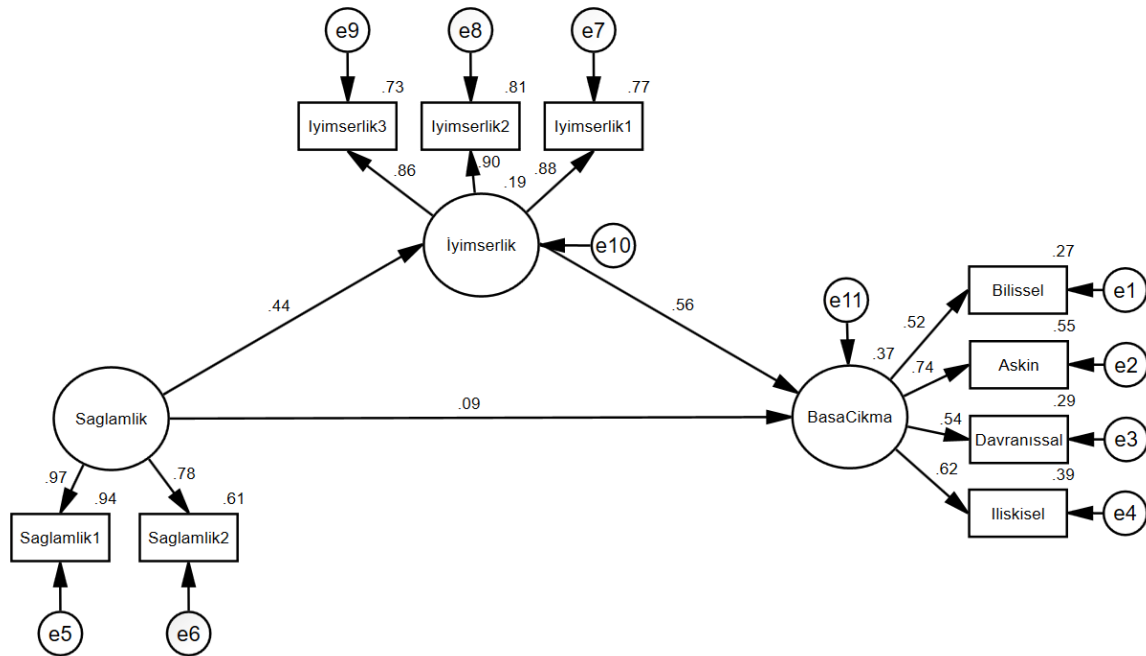 e9
e8
e7
.73
.81
.77
Iyimserlik3
Iyimserlik2
Iyimserlik1
.86
.90
.19
.88
İyimserlik
e10
.44
.56
.27
e11
Bilissel
e1
.52
.55
.37
.74
Askin
e2
Saglamlik
.09
BasaCikma
.29
.54
Davranıssal
e3
.97
.78
.62
.39
.94
.61
Iliskisel
e4
Saglamlik1
Saglamlik2
e5
e6